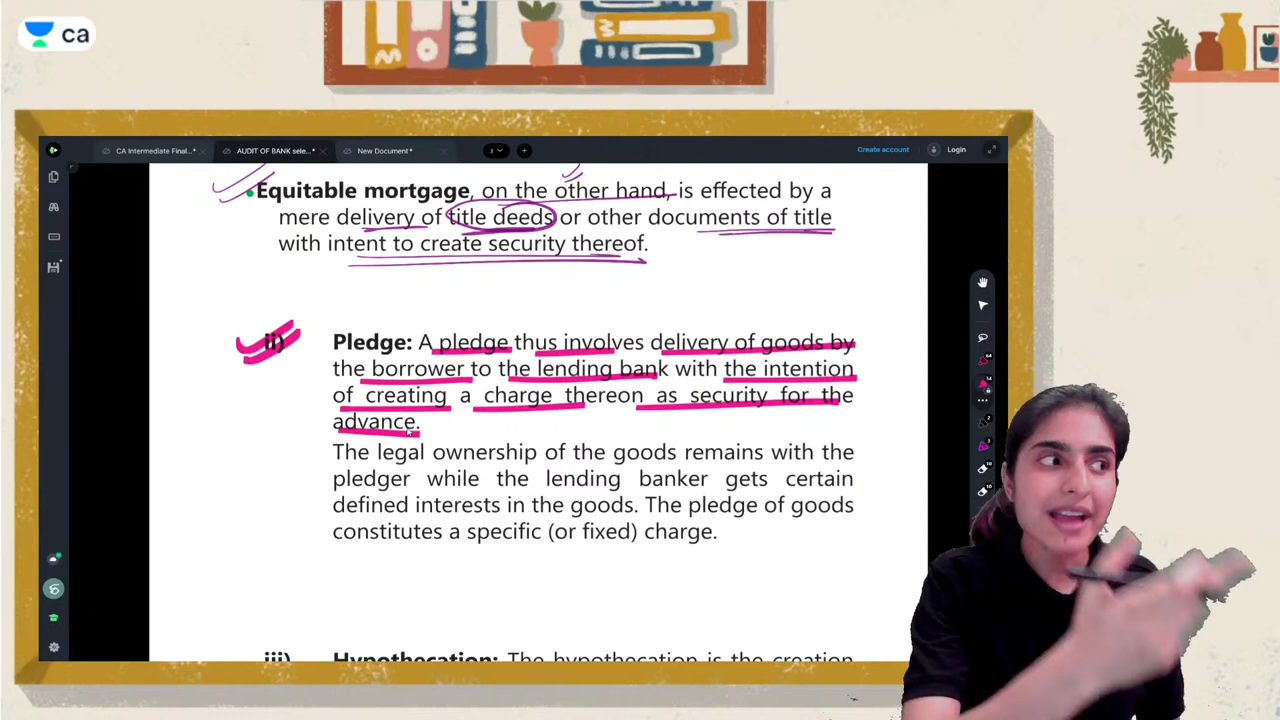 ca
CA Intermediate Final...*
AUDIT OF BANK sele...*
New Document*
Create account
Login
Equitable mortgage, on the other hand, is effected by a
mere delivery of title deeds or other documents of title
with intent to create security thereof.
ii) Pledge: A pledge thus involves delivery of goods by
the borrower to the lending bank with the intention
of creating a charge thereon as security for the
advance.
The legal ownership of the goods remains with the
pledger while the lending banker gets certain
defined interests in the goods. The pledge of goods
constitutes a specific (or fixed) charge.
iii) Hypothecation: The hypothecation is the creation